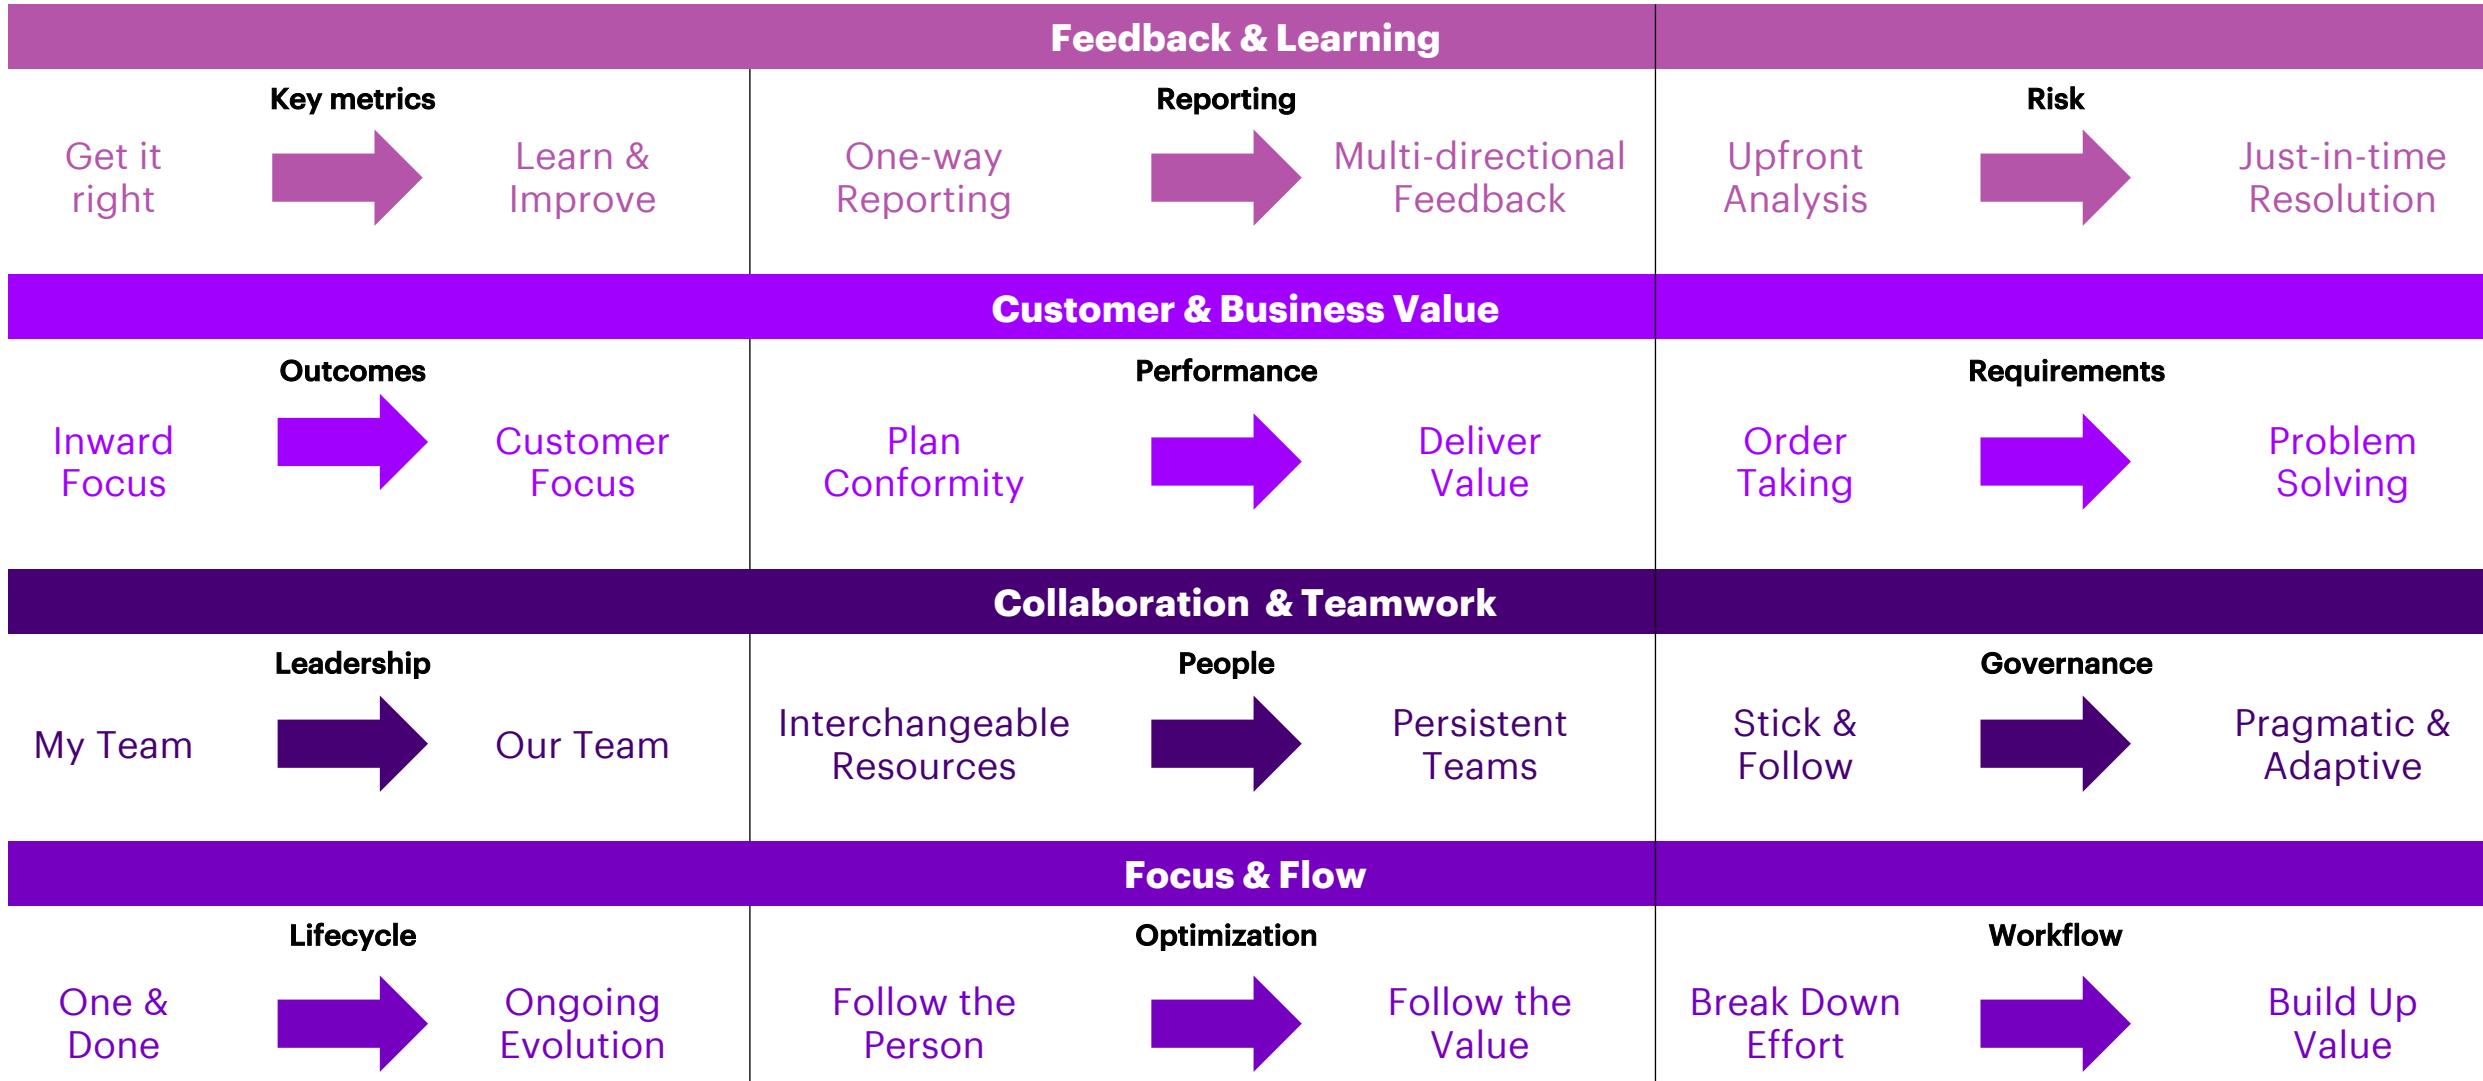 Feedback & Learning
Key metrics
Get it
right
Learn &
Improve
Reporting
One-way
Reporting
Multi-directional
Feedback
Risk
Upfront
Analysis
Just-in-time
Resolution
Customer & Business Value
Outcomes
Inward
Focus
Customer
Focus
Performance
Plan
Conformity
Deliver
Value
Requirements
Order
Taking
Problem
Solving
Collaboration  & Teamwork
Leadership
My Team
Our Team
People
Interchangeable
Resources
Persistent
Teams
Governance
Stick &
Follow
Pragmatic &
Adaptive
Focus & Flow
Lifecycle
One &
Done
Ongoing
Evolution
Optimization
Follow the
Person
Follow the
Value
Workflow
Break Down
Effort
Build Up
Value